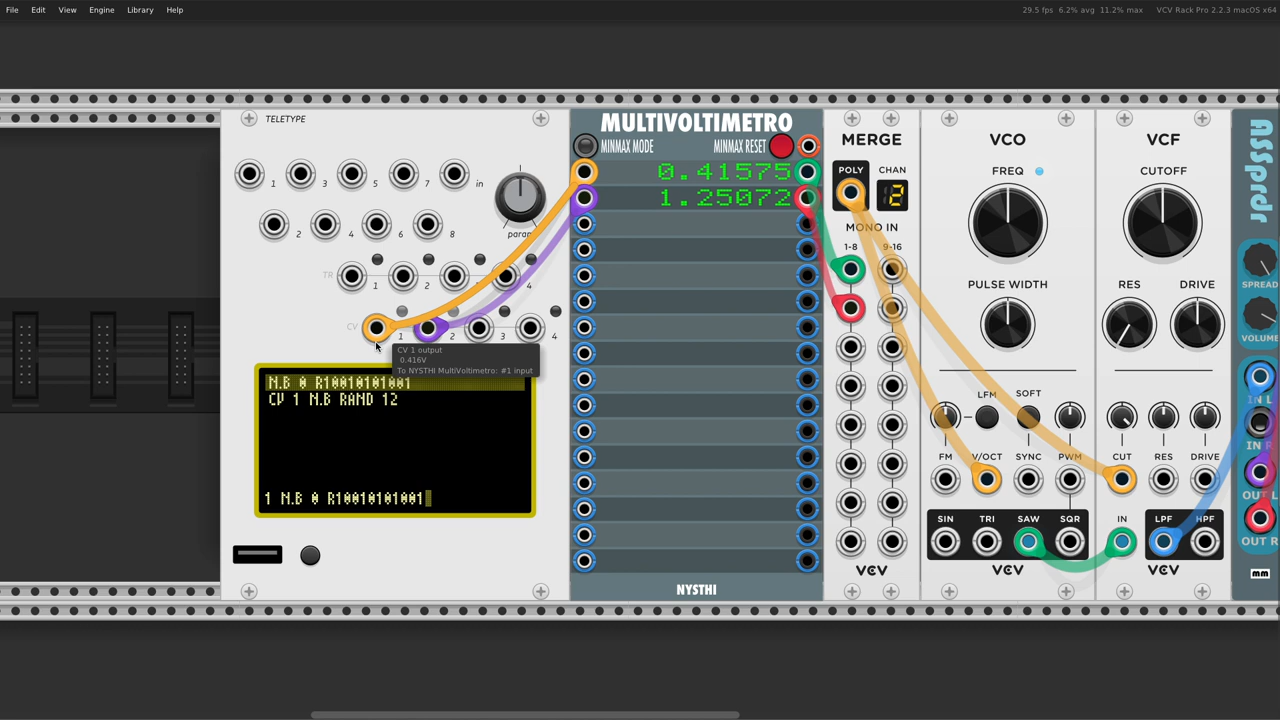 File Edit View Engine Library Help
29.5 fps 6.2% avg 11.2% max VCV Rack Pro 2.2.3 macOS x64
TELETYPE
1 3 5 7 in
2 4 6 8
param
TR 1 2 3 4
CV 1 2 3 4
CV 1 output
0.416V
To NYSTHI MultiVoltimetro: #1 input
N.B 0 R10010101001
CV 1 N.B RAND 12
1 N.B 0 R10010101001
MULTIVOLTIMETRO
MINMAX MODE MINMAX RESET
0.41575
1.25072
NYSTHI
MERGE
POLY CHAN
2
MONO IN
1-8 9-16
VCV
VCO
FREQ
PULSE WIDTH
LFM SOFT
FM V/OCT SYNC PWM
SIN TRI SAW SQR
VCV
VCF
CUTOFF
RES DRIVE
CUT RES DRIVE
IN LPF HPF
VCV
SPREAD
VOLUME
IN L
IN R
OUT L
OUT R
mm